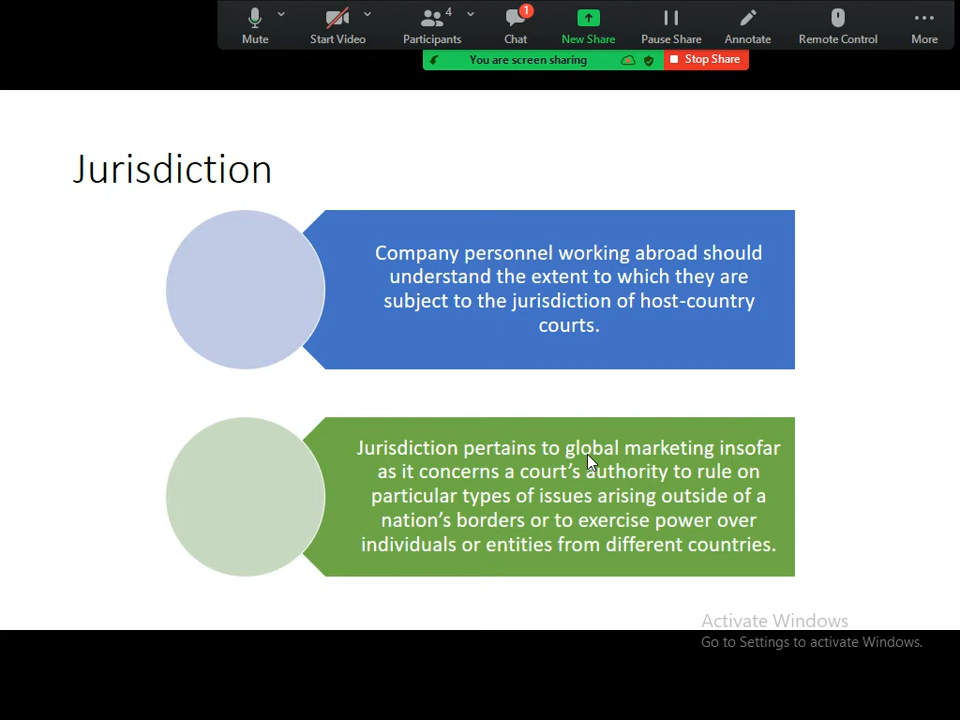 4
1
Mute
Start Video
Participants
Chat
New Share
Pause Share
Annotate
Remote Control
More
You are screen sharing
Stop Share
Jurisdiction
Company personnel working abroad should
understand the extent to which they are
subject to the jurisdiction of host-country
courts.
Jurisdiction pertains to global marketing insofar
as it concerns a court’s authority to rule on
particular types of issues arising outside of a
nation’s borders or to exercise power over
individuals or entities from different countries.
Activate Windows
Go to Settings to activate Windows.